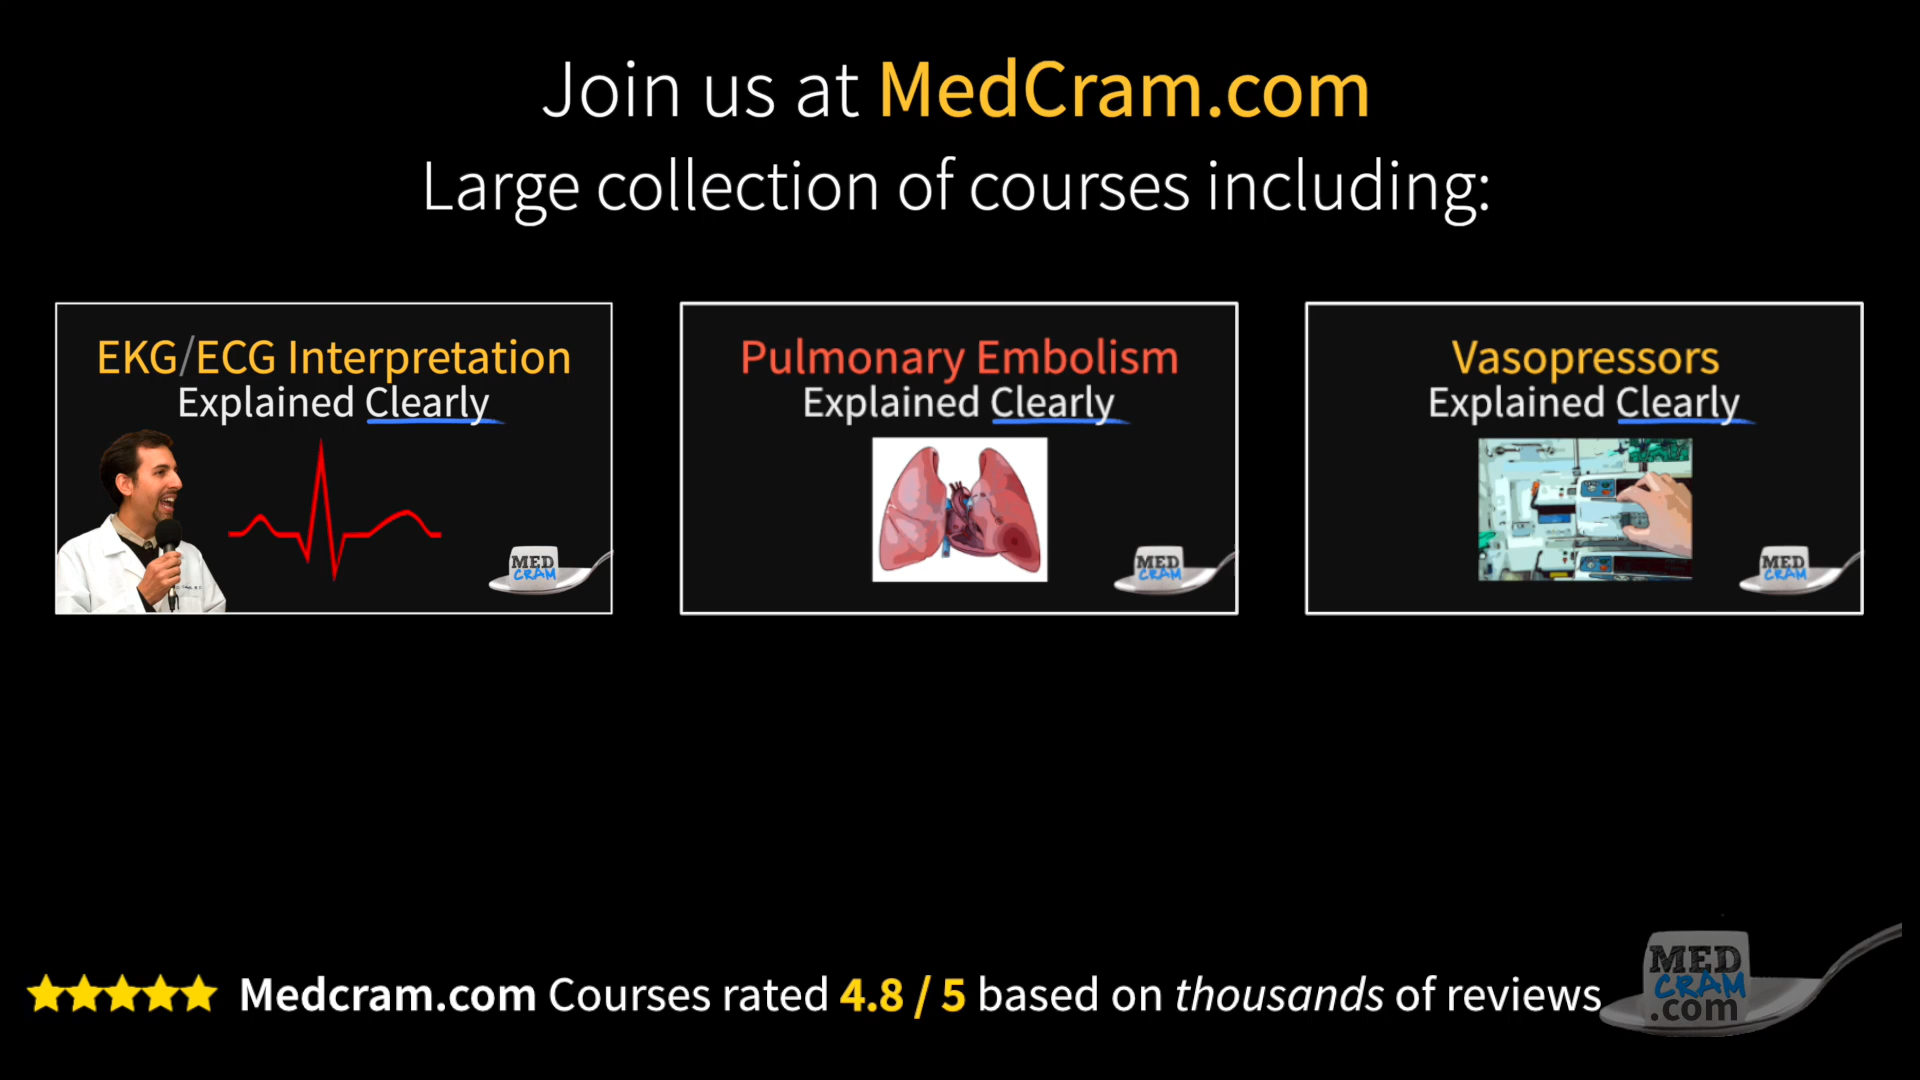 Join us at MedCram.com
Large collection of courses including:
EKG/ECG Interpretation
Explained Clearly
MED
CRAM
Pulmonary Embolism
Explained Clearly
MED
CRAM
Vasopressors
Explained Clearly
MED
CRAM
Medcram.com Courses rated 4.8 / 5 based on thousands of reviews
MED
CRAM
.com